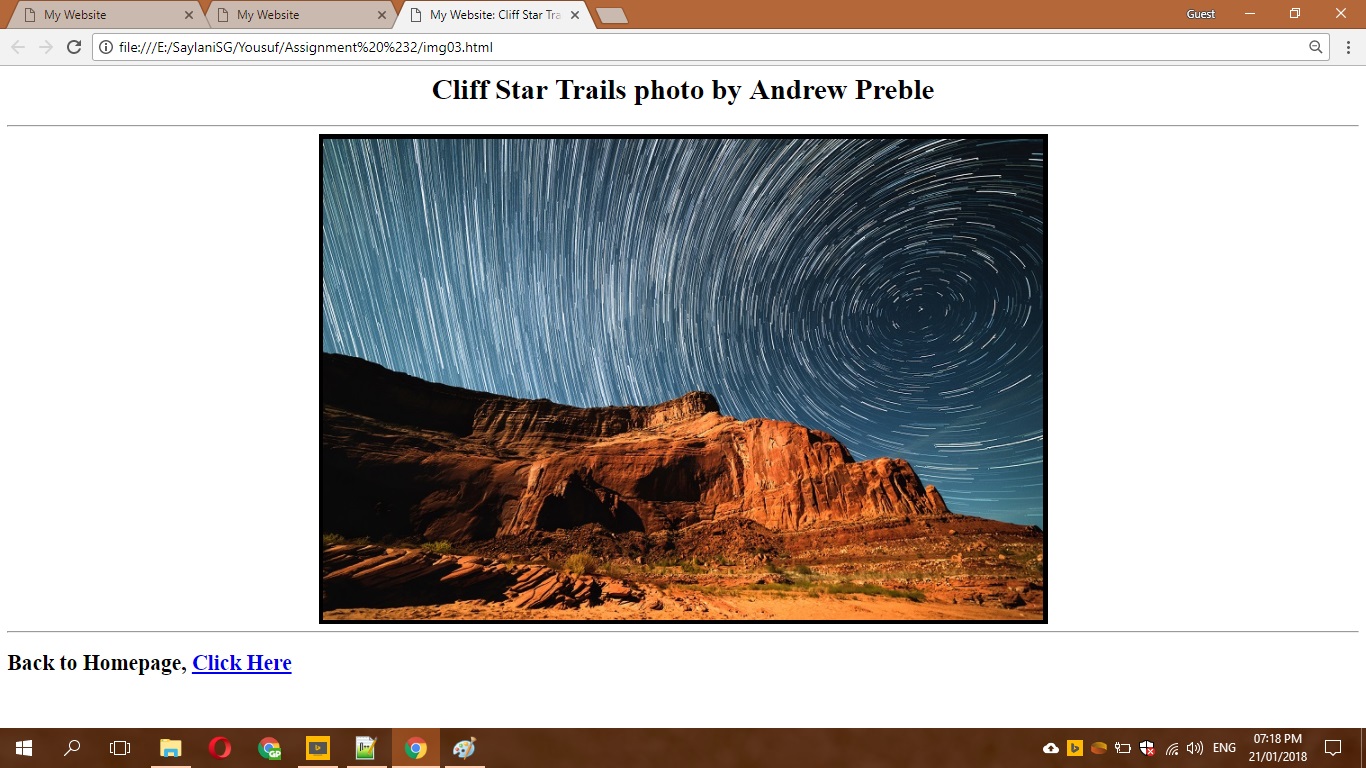 My Website
My Website
My Website: Cliff Star Tra
Guest
file:///E:/SaylaniSG/Yousuf/Assignment%20%232/img03.html
Cliff Star Trails photo by Andrew Preble
Back to Homepage, Click Here
GP
ENG
07:18 PM
21/01/2018